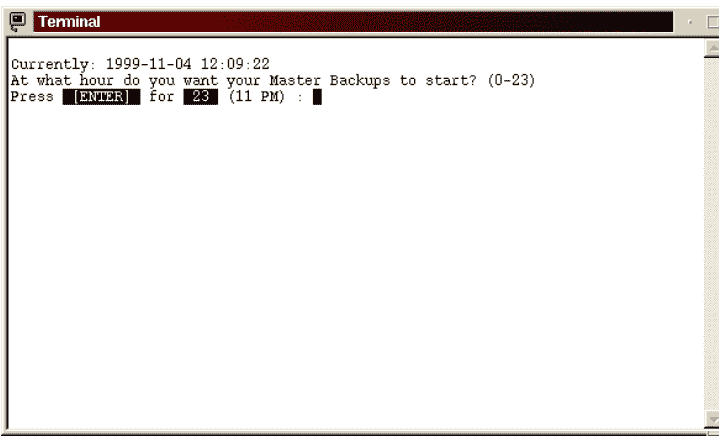 Terminal
Currently: 1999-11-04 12:09:22
At what hour do you want your Master Backups to start? (0-23)
Press [ENTER] for 23 (11 PM) :